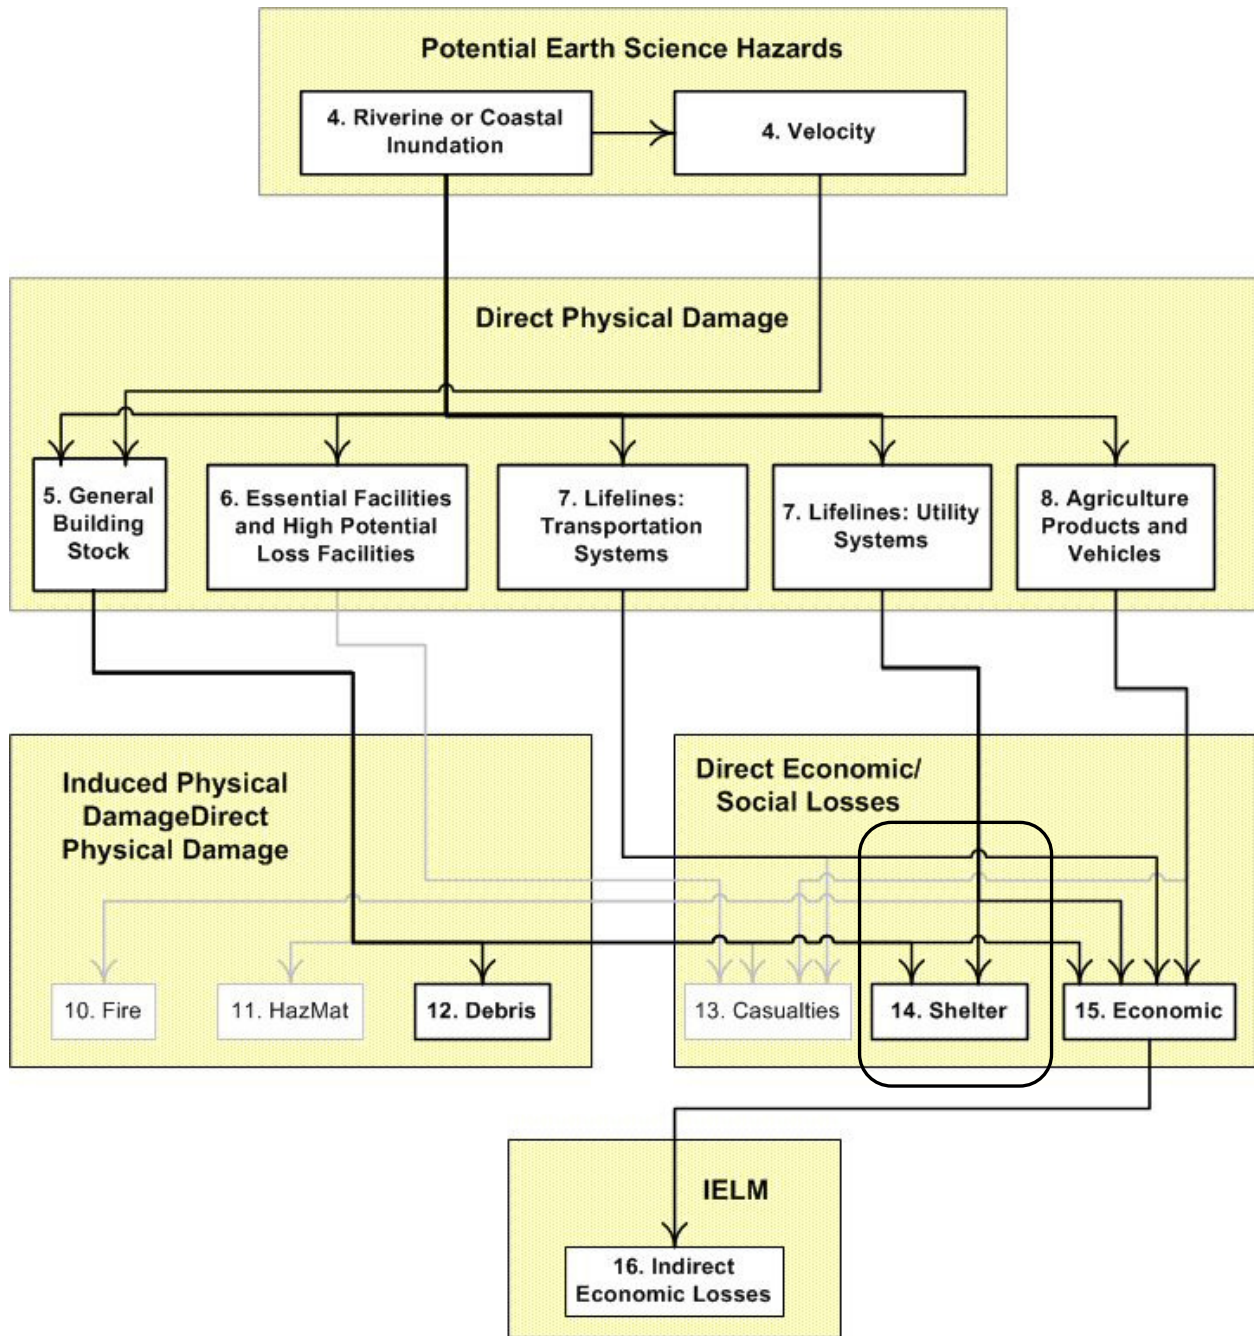 Potential Earth Science Hazards
4. Riverine or Coastal
Inundation
4. Velocity
Direct Physical Damage
5. General
Building
Stock
6. Essential Facilities
and High Potential
Loss Facilities
7. Lifelines:
Transportation
Systems
7. Lifelines: Utility
Systems
8. Agriculture
Products and
Vehicles
Induced Physical
DamageDirect
Physical Damage
10. Fire
11. HazMat
12. Debris
Direct Economic/
Social Losses
13. Casualties
14. Shelter
15. Economic
IELM
16. Indirect
Economic Losses